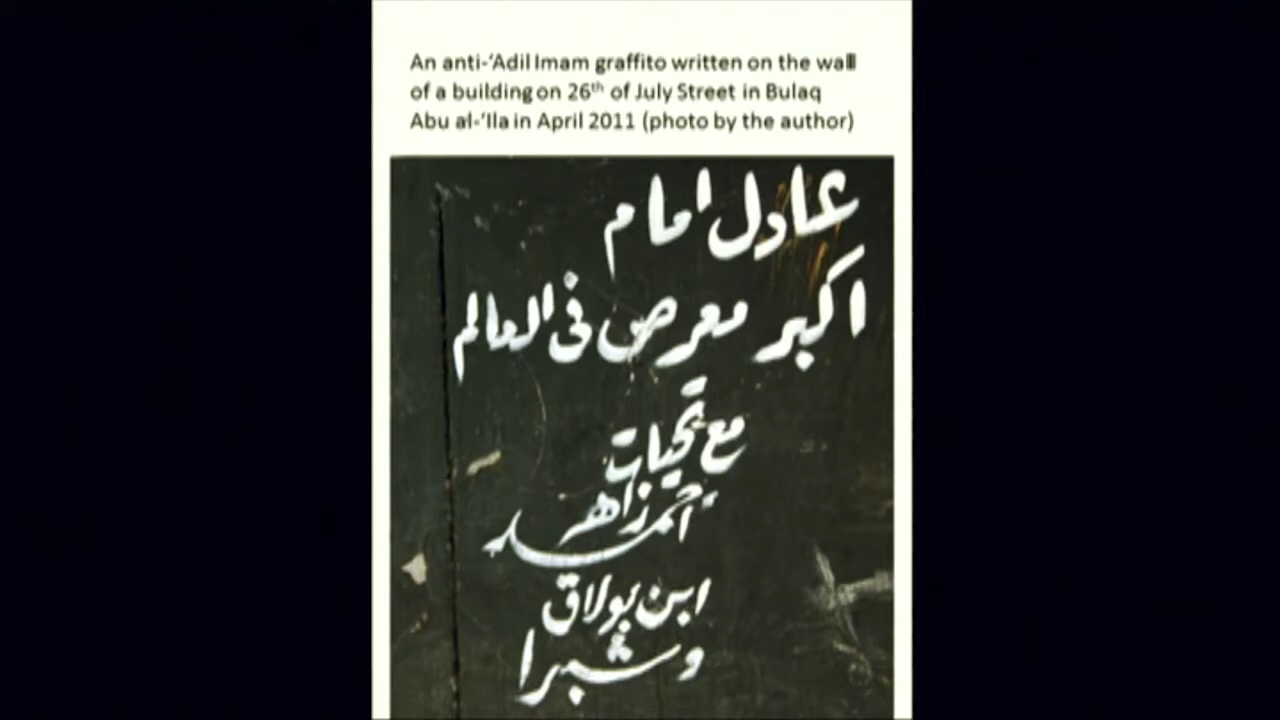 An anti-‘Adil Imam graffito written on the wall
of a building on 26th of July Street in Bulaq
Abu al-‘Ila in April 2011 (photo by the author)
عادل امام
اكبر معرص فى العالم
مع تحيات
احمد زاهر
ابن بولاق
وشبرا